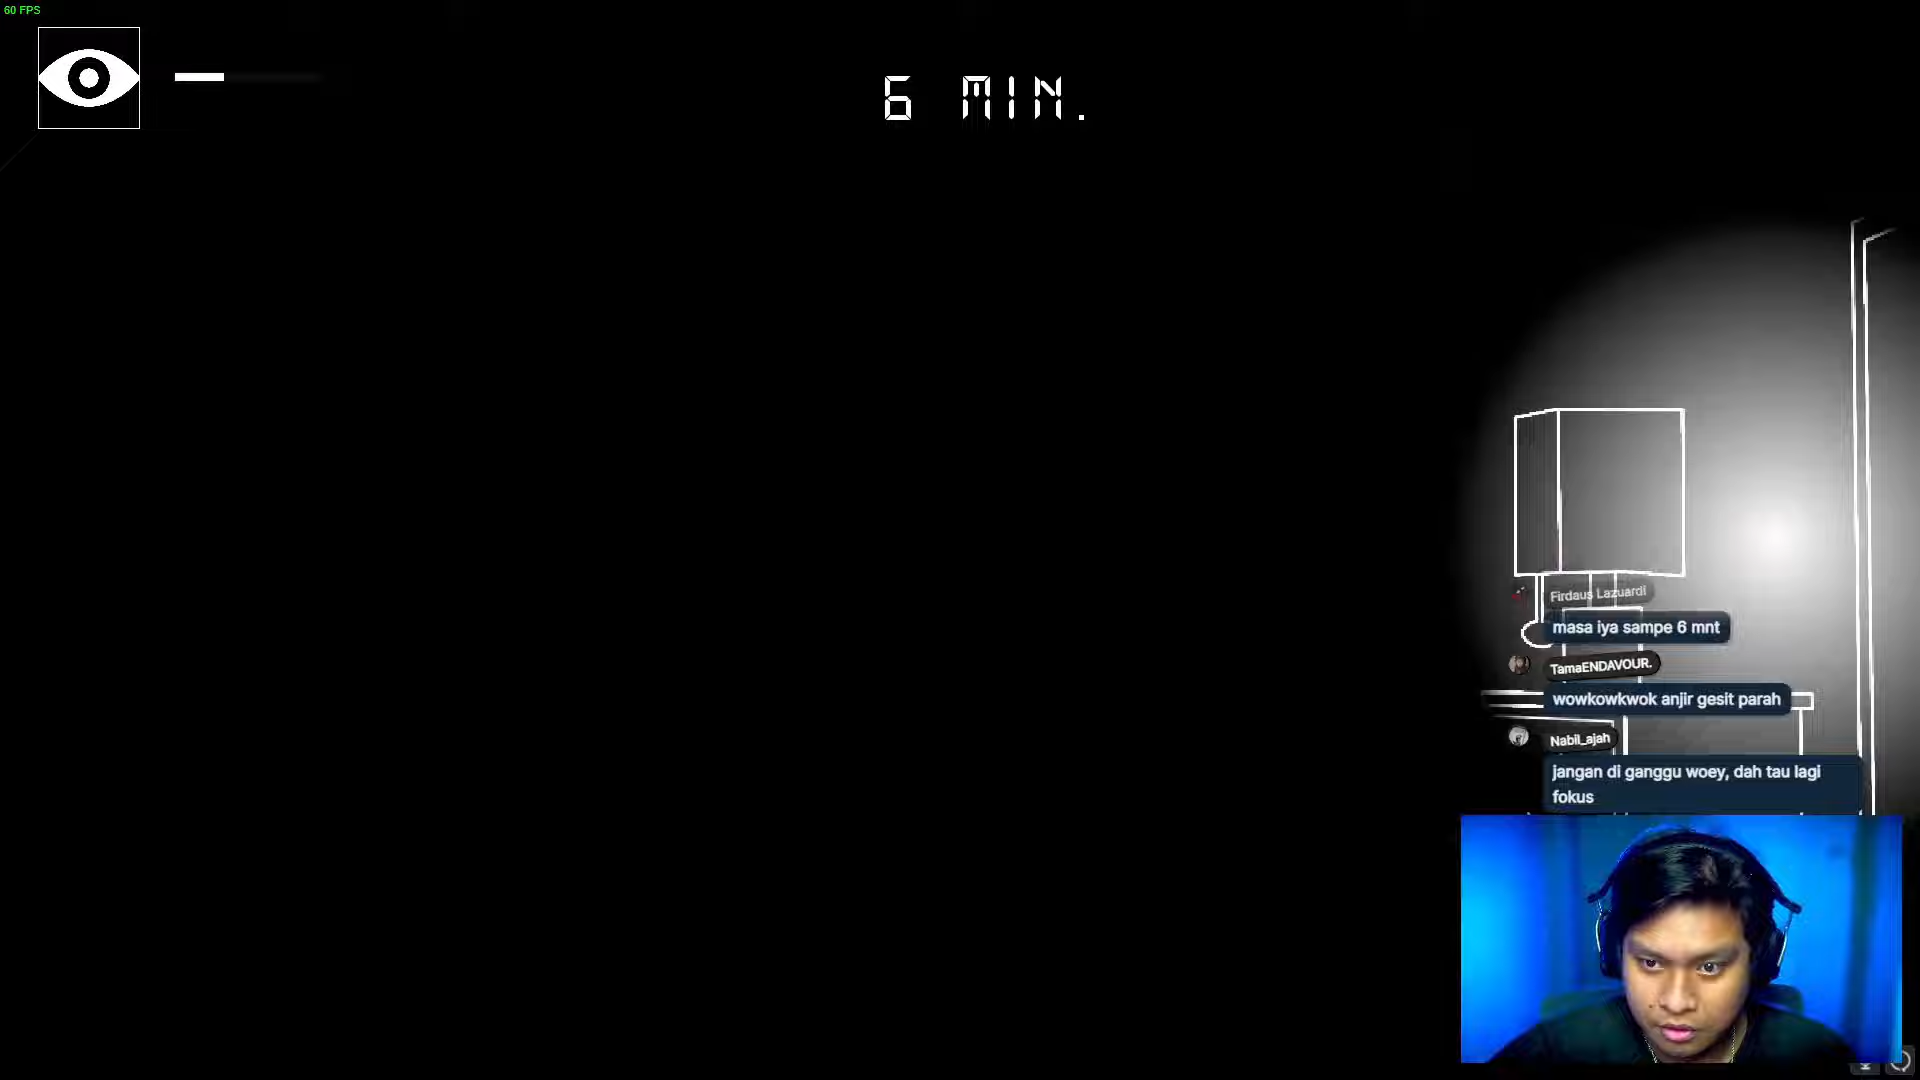 60 FPS
6 MIN.
Firdaus Lazuardi
masa iya sampe 6 mnt
TamaENDAVOUR.
wowkowkwok anjir gesit parah
Nabil_ajah
jangan di ganggu woey, dah tau lagi
fokus